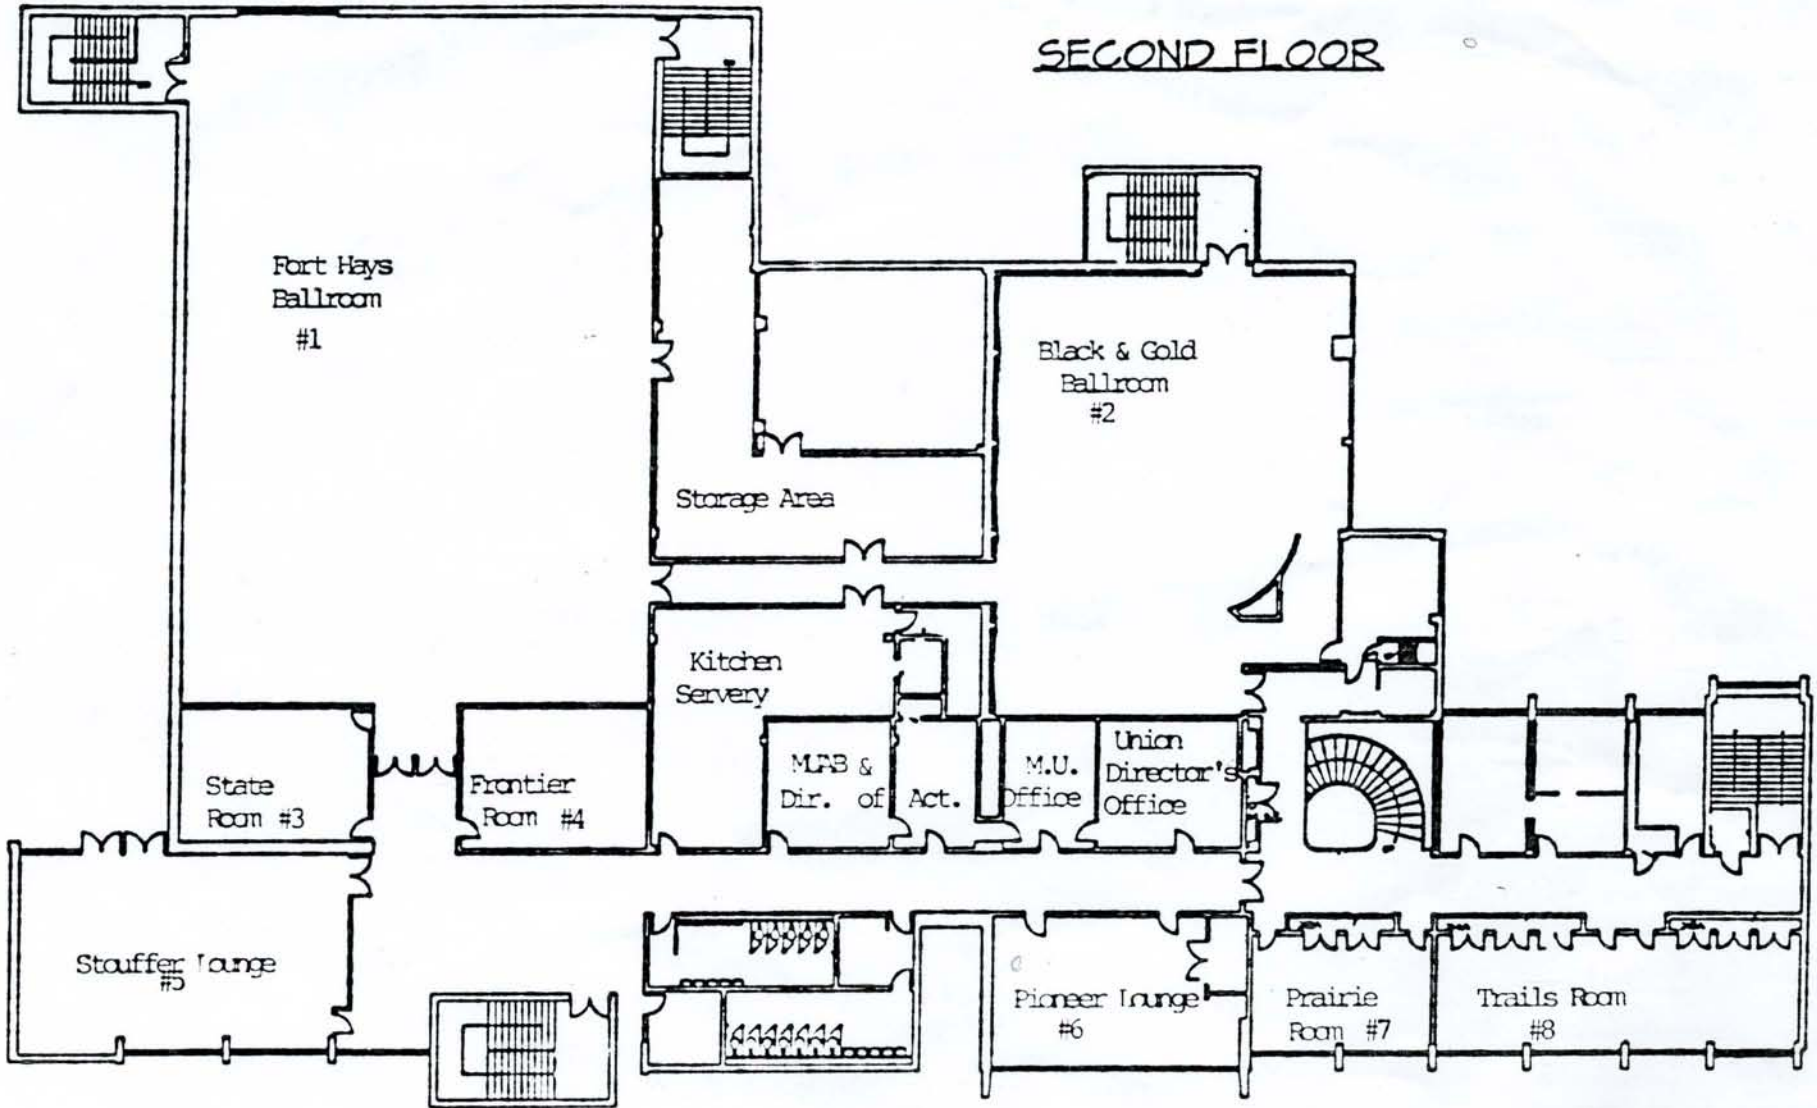 SECOND FLOOR
Fort Hays
Ballroom
#1
Black & Gold
Ballroom
#2
Storage Area
Kitchen
Servery
State
Room #3
Frontier
Room #4
MUAB &
Dir. of Act.
M.U.
Office
Union
Director's
Office
Stouffer Lounge
#5
Pioneer Lounge
#6
Prairie
Room #7
Trails Room
#8